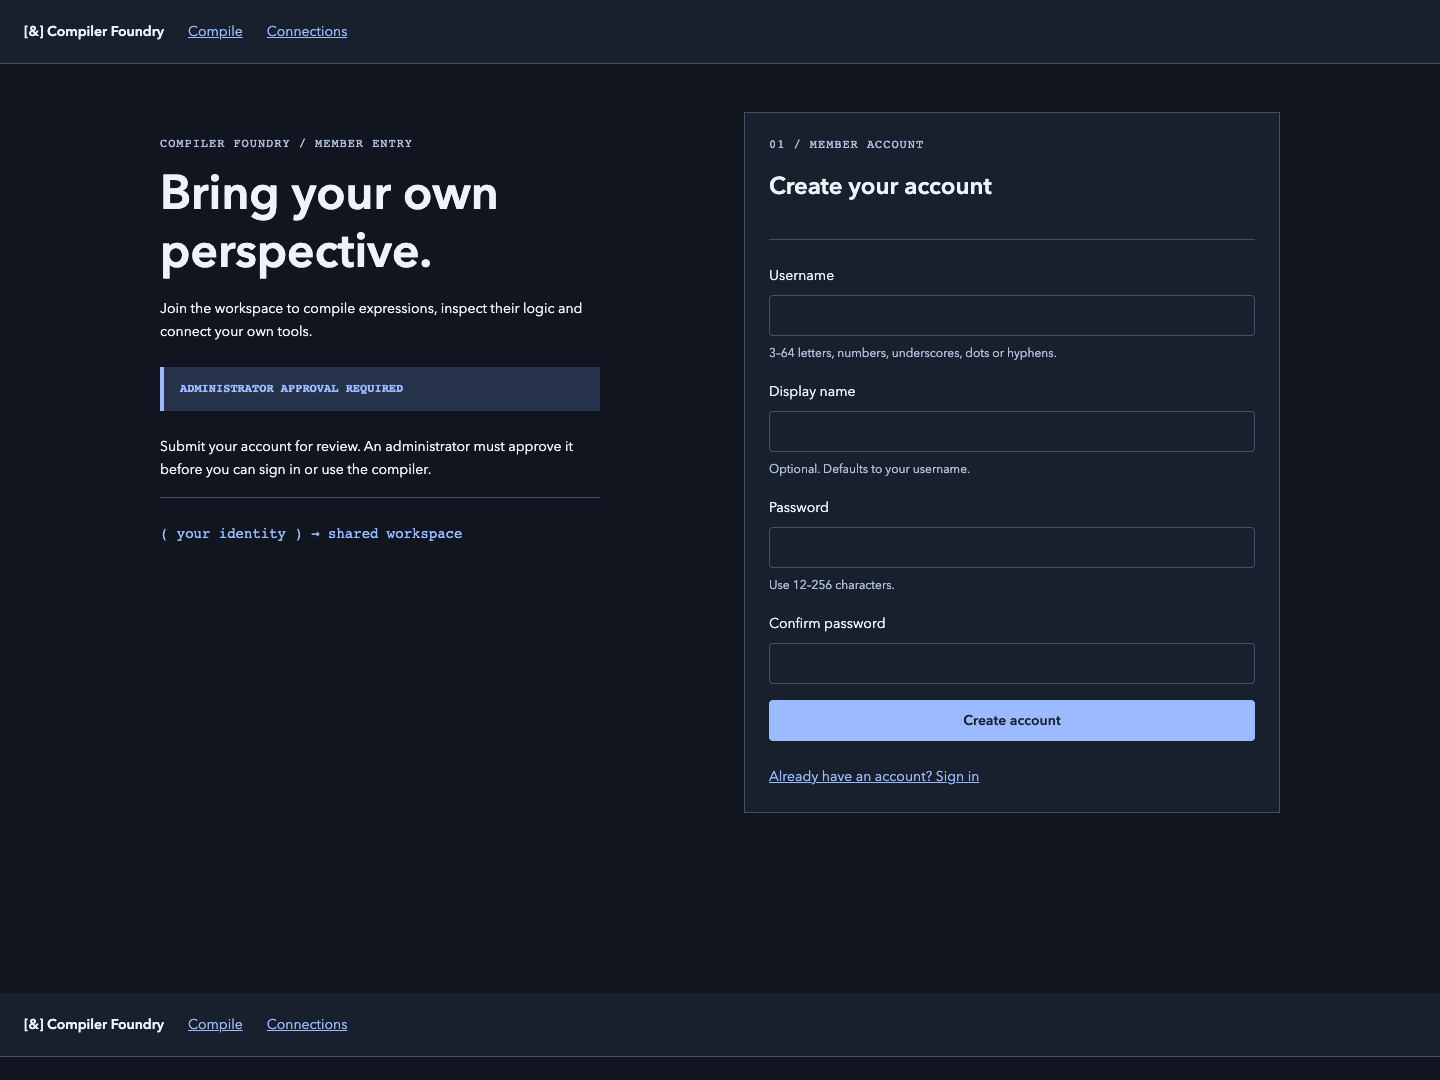 [&] Compiler Foundry Compile Connections
COMPILER FOUNDRY / MEMBER ENTRY
Bring your own
perspective.
Join the workspace to compile expressions, inspect their logic and
connect your own tools.
ADMINISTRATOR APPROVAL REQUIRED
Submit your account for review. An administrator must approve it
before you can sign in or use the compiler.
( your identity ) → shared workspace
01 / MEMBER ACCOUNT
Create your account
Username
3–64 letters, numbers, underscores, dots or hyphens.
Display name
Optional. Defaults to your username.
Password
Use 12–256 characters.
Confirm password
Create account
Already have an account? Sign in
[&] Compiler Foundry Compile Connections